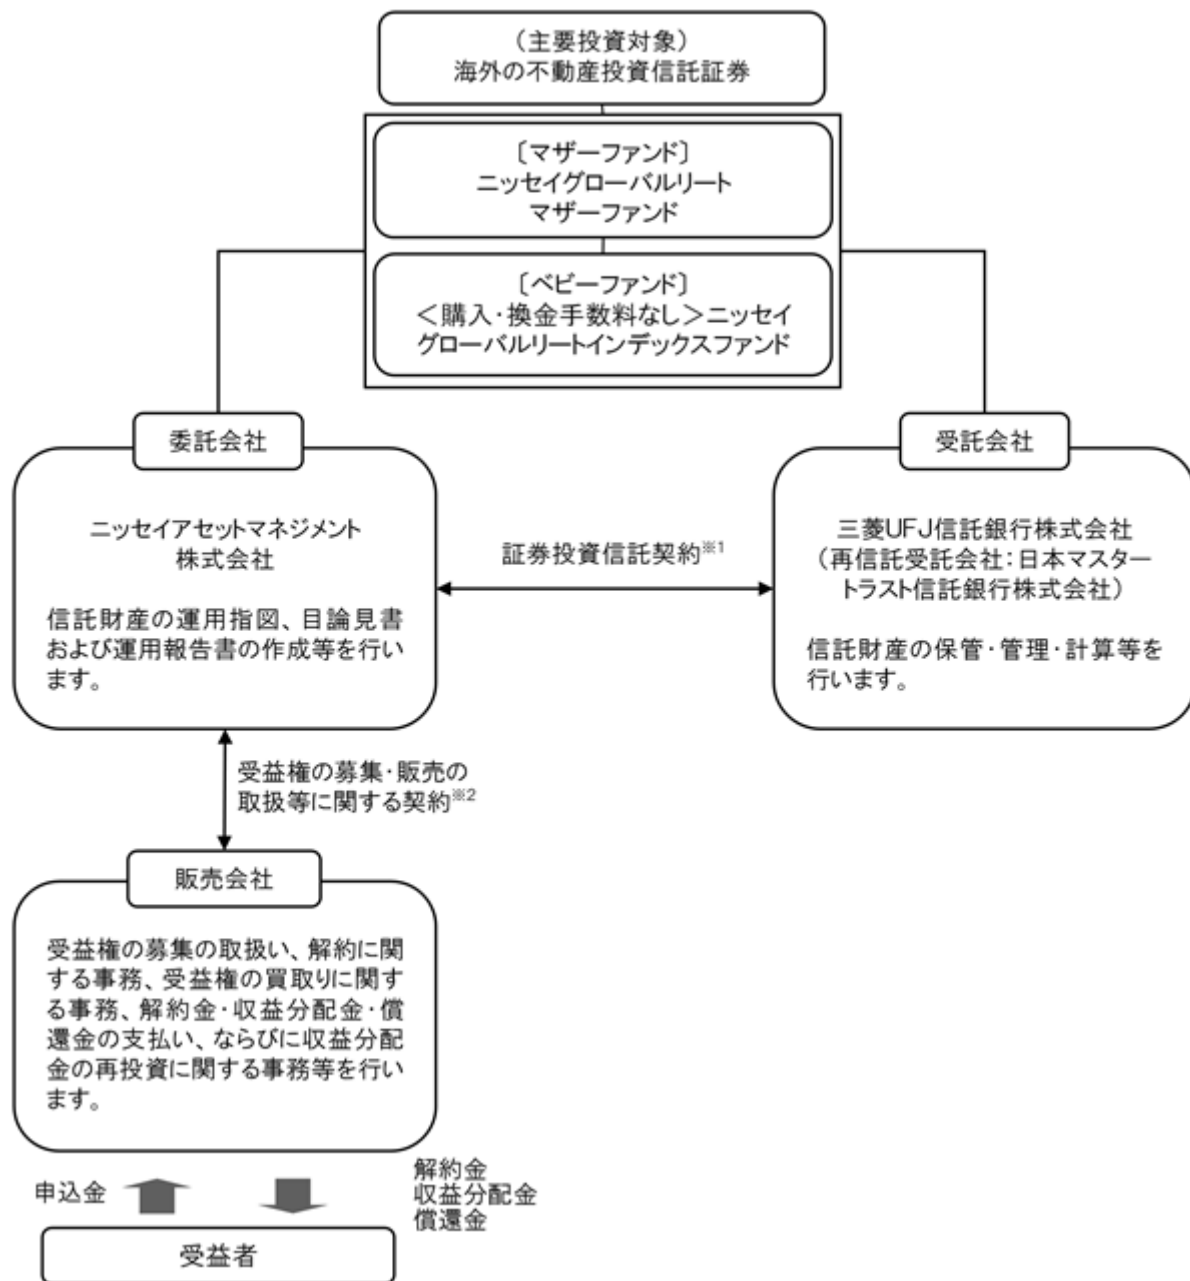 （主要投資対象）
海外の不動産投資信託証券
〔マザーファンド〕
ニッセイグローバルリート
マザーファンド
〔ベビーファンド〕
＜購入・換金手数料なし＞ニッセイ
グローバルリートインデックスファンド
委託会社
ニッセイアセットマネジメント
株式会社
信託財産の運用指図、目論見書
および運用報告書の作成等を行い
ます。
証券投資信託契約※1
受託会社
三菱UFJ信託銀行株式会社
（再信託受託会社：日本マスター
トラスト信託銀行株式会社）
信託財産の保管・管理・計算等を
行います。
受益権の募集・販売の
取扱等に関する契約※2
販売会社
受益権の募集の取扱い、解約に関
する事務、受益権の買取りに関す
る事務、解約金・収益分配金・償
還金の支払い、ならびに収益分配
金の再投資に関する事務等を行い
ます。
申込金
解約金
収益分配金
償還金
受益者